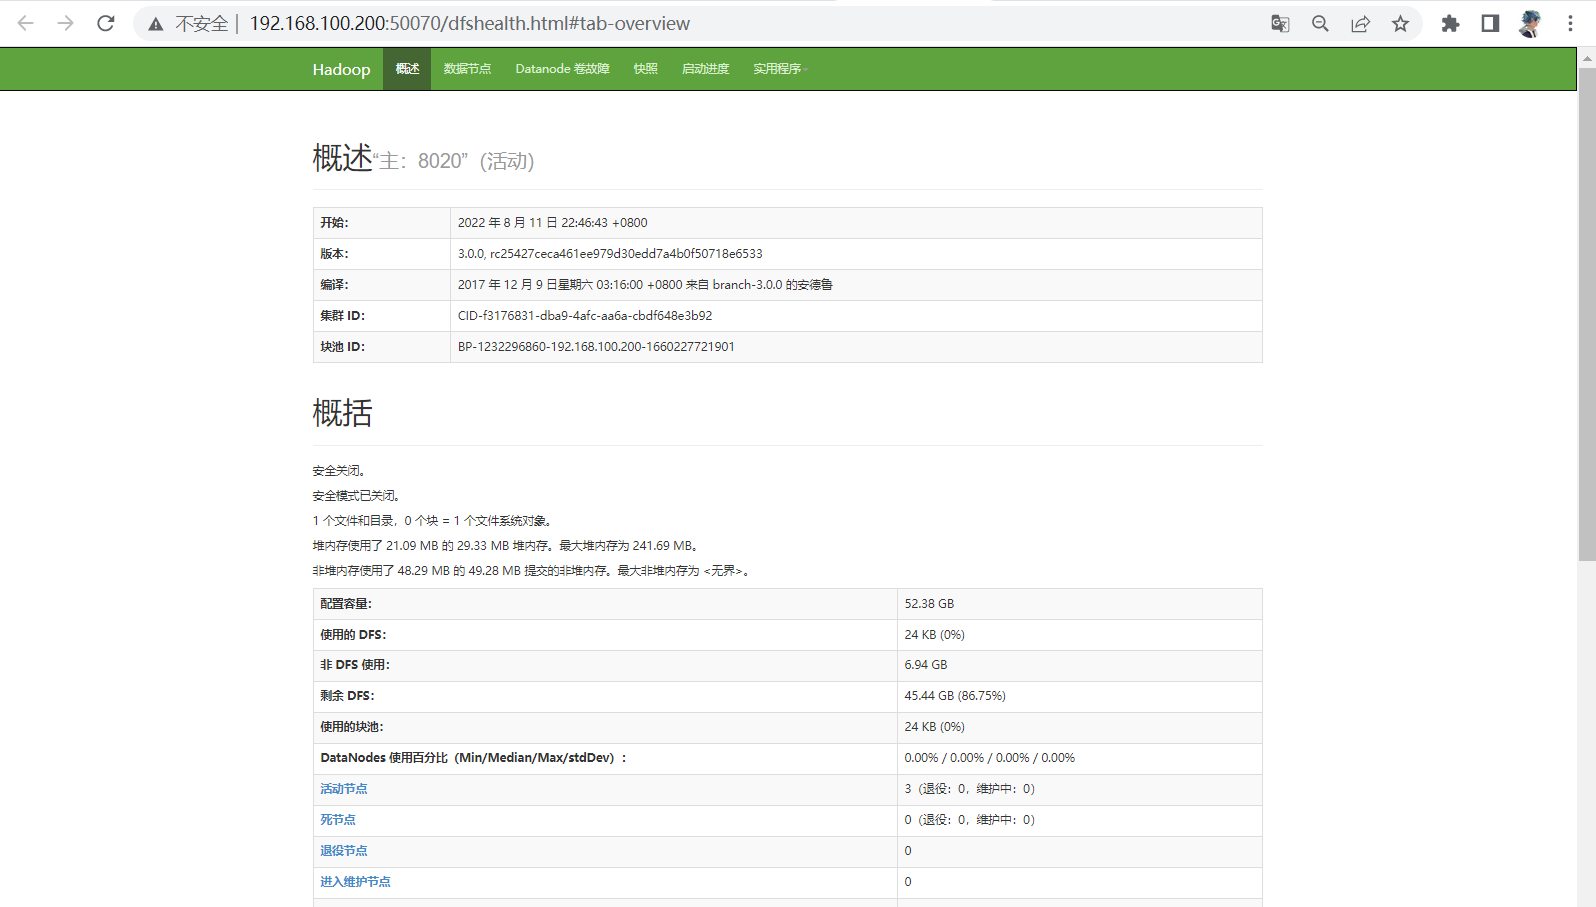 不安全 | 192.168.100.200:50070/dfshealth.html#tab-overview
Hadoop 概述 数据节点 Datanode 卷故障 快照 启动进度 实用程序
概述“主：8020”（活动）
开始： 2022 年 8 月 11 日 22:46:43 +0800
版本： 3.0.0, rc25427ceca461ee979d30edd7a4b0f50718e6533
编译： 2017 年 12 月 9 日星期六 03:16:00 +0800 来自 branch-3.0.0 的安德鲁
集群 ID： CID-f3176831-dba9-4afc-aa6a-cbdf648e3b92
块池 ID： BP-1232296860-192.168.100.200-1660227721901
概括
安全关闭。
安全模式已关闭。
1 个文件和目录，0 个块 = 1 个文件系统对象。
堆内存使用了 21.09 MB 的 29.33 MB 堆内存。最大堆内存为 241.69 MB。
非堆内存使用了 48.29 MB 的 49.28 MB 提交的非堆内存。最大非堆内存为 <无界>。
配置容量： 52.38 GB
使用的 DFS： 24 KB (0%)
非 DFS 使用： 6.94 GB
剩余 DFS： 45.44 GB (86.75%)
使用的块池： 24 KB (0%)
DataNodes 使用百分比（Min/Median/Max/stdDev）： 0.00% / 0.00% / 0.00% / 0.00%
活动节点 3（退役：0，维护中：0）
死节点 0（退役：0，维护中：0）
退役节点 0
进入维护节点 0